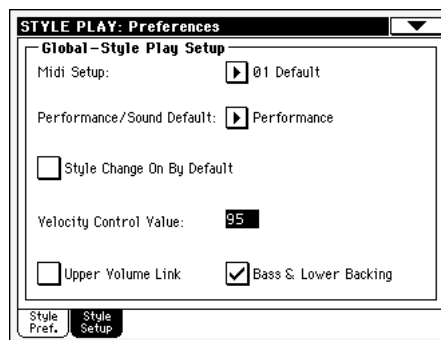 STYLE PLAY: Preferences
Global-Style Play Setup
Midi Setup: 01 Default
Performance/Sound Default: Performance
Style Change On By Default
Velocity Control Value: 95
Upper Volume Link Bass & Lower Backing
Style Pref. Style Setup